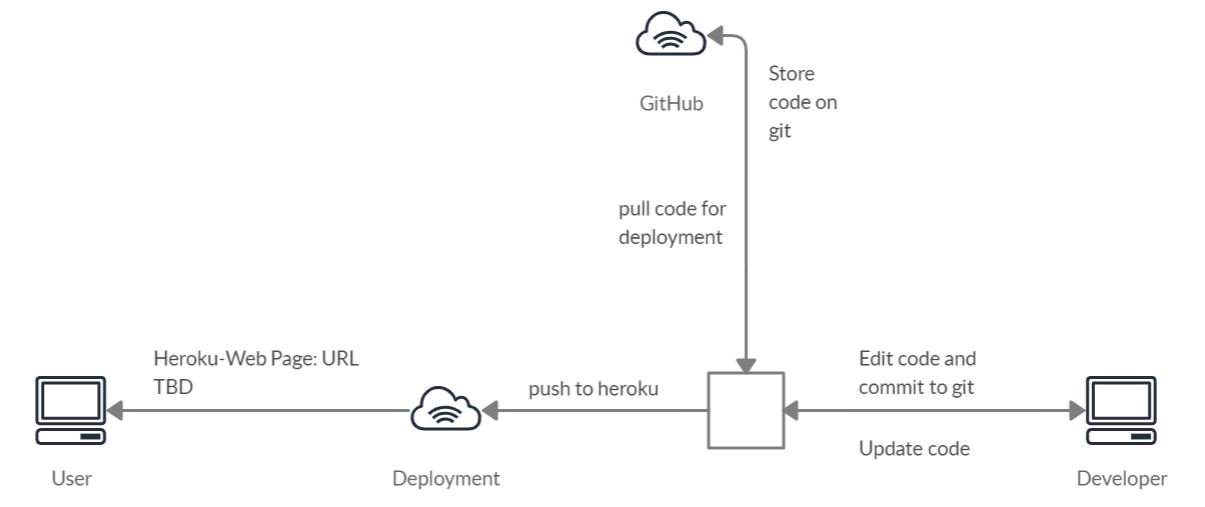 Store
code on
git
GitHub
pull code for
deployment
Heroku-Web Page: URL
TBD
push to heroku
Edit code and
commit to git
Update code
User
Deployment
Developer